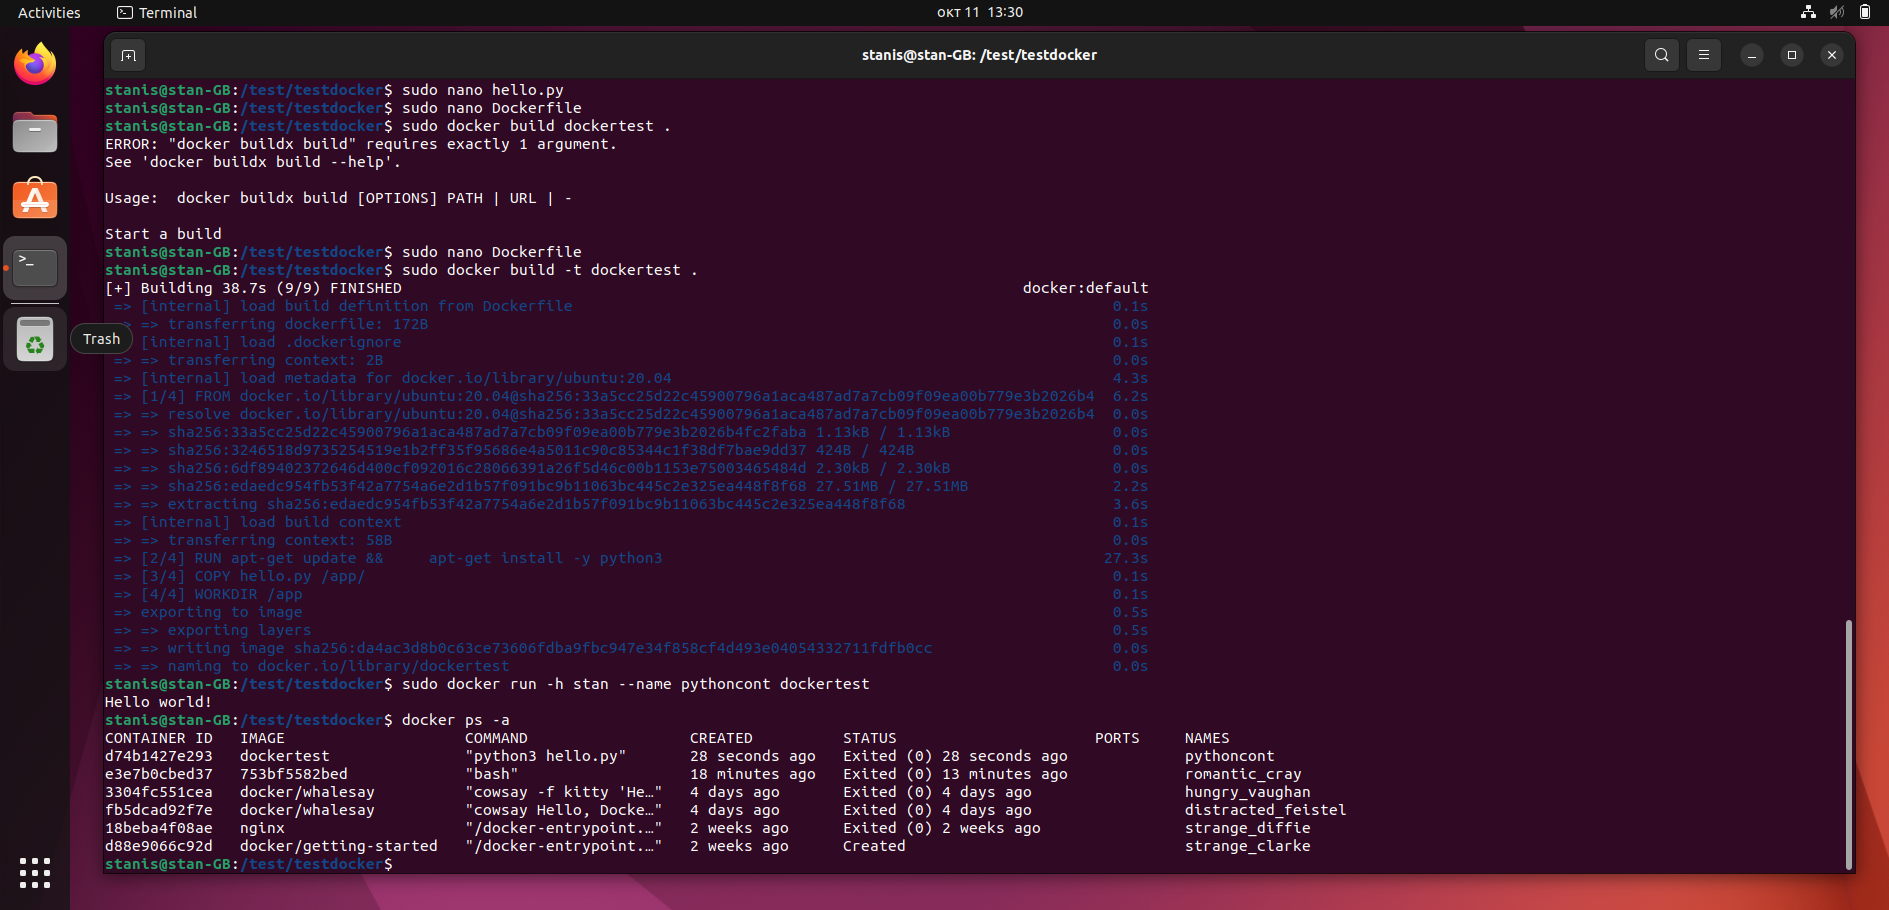 Activities
Terminal
окт 11 13:30
stanis@stan-GB: /test/testdocker
stanis@stan-GB:/test/testdocker$ sudo nano hello.py
stanis@stan-GB:/test/testdocker$ sudo nano Dockerfile
stanis@stan-GB:/test/testdocker$ sudo docker build dockertest .
ERROR: "docker buildx build" requires exactly 1 argument.
See 'docker buildx build --help'.
Usage:  docker buildx build [OPTIONS] PATH | URL | -
Start a build
stanis@stan-GB:/test/testdocker$ sudo nano Dockerfile
stanis@stan-GB:/test/testdocker$ sudo docker build -t dockertest .
[+] Building 38.7s (9/9) FINISHED docker:default
=> [internal] load build definition from Dockerfile 0.1s
=> => transferring dockerfile: 172B 0.0s
Trash
[internal] load .dockerignore 0.1s
=> => transferring context: 2B 0.0s
=> [internal] load metadata for docker.io/library/ubuntu:20.04 4.3s
=> [1/4] FROM docker.io/library/ubuntu:20.04@sha256:33a5cc25d22c45900796a1aca487ad7a7cb09f09ea00b779e3b2026b4 6.2s
=> => resolve docker.io/library/ubuntu:20.04@sha256:33a5cc25d22c45900796a1aca487ad7a7cb09f09ea00b779e3b2026b4 0.0s
=> => sha256:33a5cc25d22c45900796a1aca487ad7a7cb09f09ea00b779e3b2026b4fc2faba 1.13kB / 1.13kB 0.0s
=> => sha256:3246518d9735254519e1b2ff35f95686e4a5011c90c85344c1f38df7bae9dd37 424B / 424B 0.0s
=> => sha256:6df89402372646d400cf092016c28066391a26f5d46c00b1153e75003465484d 2.30kB / 2.30kB 0.0s
=> => sha256:edaedc954fb53f42a7754a6e2d1b57f091bc9b11063bc445c2e325ea448f8f68 27.51MB / 27.51MB 2.2s
=> => extracting sha256:edaedc954fb53f42a7754a6e2d1b57f091bc9b11063bc445c2e325ea448f8f68 3.6s
=> [internal] load build context 0.1s
=> => transferring context: 58B 0.0s
=> [2/4] RUN apt-get update &&     apt-get install -y python3 27.3s
=> [3/4] COPY hello.py /app/ 0.1s
=> [4/4] WORKDIR /app 0.1s
=> exporting to image 0.5s
=> => exporting layers 0.5s
=> => writing image sha256:da4ac3d8b0c63ce73606fdba9fbc947e34f858cf4d493e04054332711fdfb0cc 0.0s
=> => naming to docker.io/library/dockertest 0.0s
stanis@stan-GB:/test/testdocker$ sudo docker run -h stan --name pythoncont dockertest
Hello world!
stanis@stan-GB:/test/testdocker$ docker ps -a
CONTAINER ID   IMAGE   COMMAND   CREATED   STATUS   PORTS   NAMES
d74b1427e293   dockertest   "python3 hello.py"   28 seconds ago   Exited (0) 28 seconds ago   pythoncont
e3e7b0cbed37   753bf5582bed   "bash"   18 minutes ago   Exited (0) 13 minutes ago   romantic_cray
3304fc551cea   docker/whalesay   "cowsay -f kitty 'He…"   4 days ago   Exited (0) 4 days ago   hungry_vaughan
fb5dcad92f7e   docker/whalesay   "cowsay Hello, Docke…"   4 days ago   Exited (0) 4 days ago   distracted_feistel
18beba4f08ae   nginx   "/docker-entrypoint.…"   2 weeks ago   Exited (0) 2 weeks ago   strange_diffie
d88e9066c92d   docker/getting-started   "/docker-entrypoint.…"   2 weeks ago   Created   strange_clarke
stanis@stan-GB:/test/testdocker$